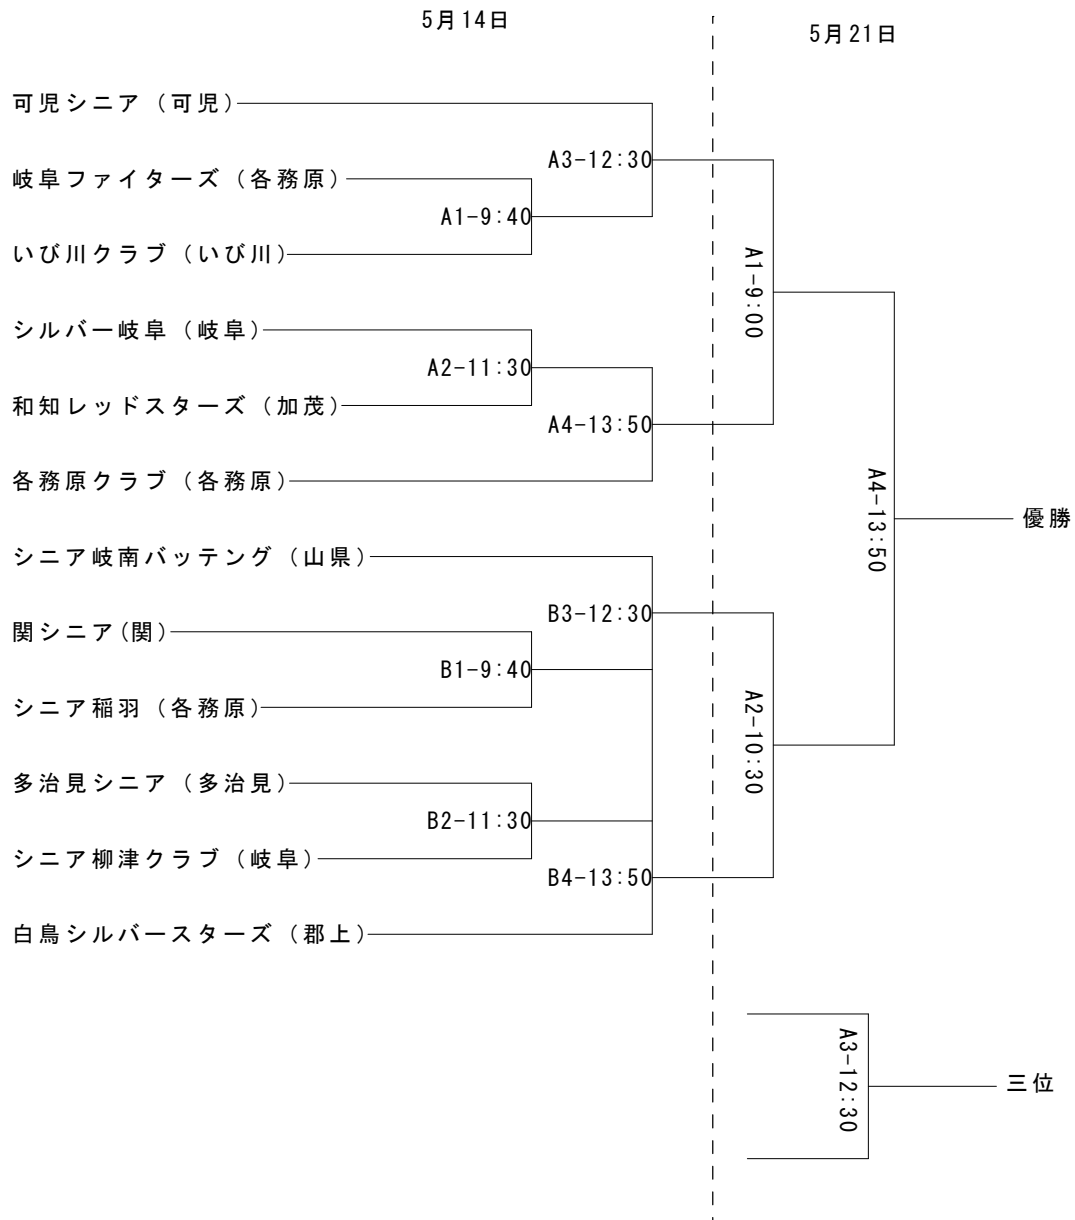 5月14日
5月21日
可児シニア（可児）
A3-12:30
岐阜ファイターズ（各務原）
A1-9:40
いび川クラブ（いび川）
A1-9:00
シルバー岐阜（岐阜）
A2-11:30
和知レッドスターズ（加茂）
A4-13:50
各務原クラブ（各務原）
A4-13:50
優勝
シニア岐南バッテング（山県）
B3-12:30
関シニア(関）
B1-9:40
シニア稲羽（各務原）
A2-10:30
多治見シニア（多治見）
B2-11:30
シニア柳津クラブ（岐阜）
B4-13:50
白鳥シルバースターズ（郡上）
A3-12:30
三位